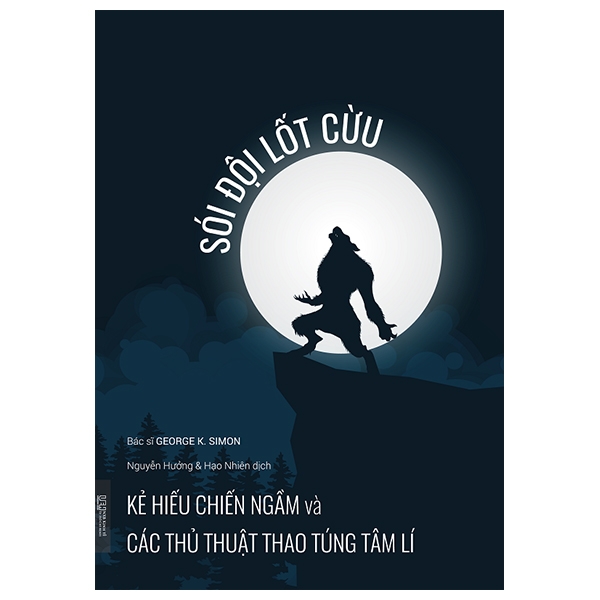 SÓI ĐỘI LỐT CỪU
Bác sĩ GEORGE K. SIMON
Nguyễn Hưởng & Hạo Nhiên dịch
KẺ HIẾU CHIẾN NGẦM và
CÁC THỦ THUẬT THAO TÚNG TÂM LÍ